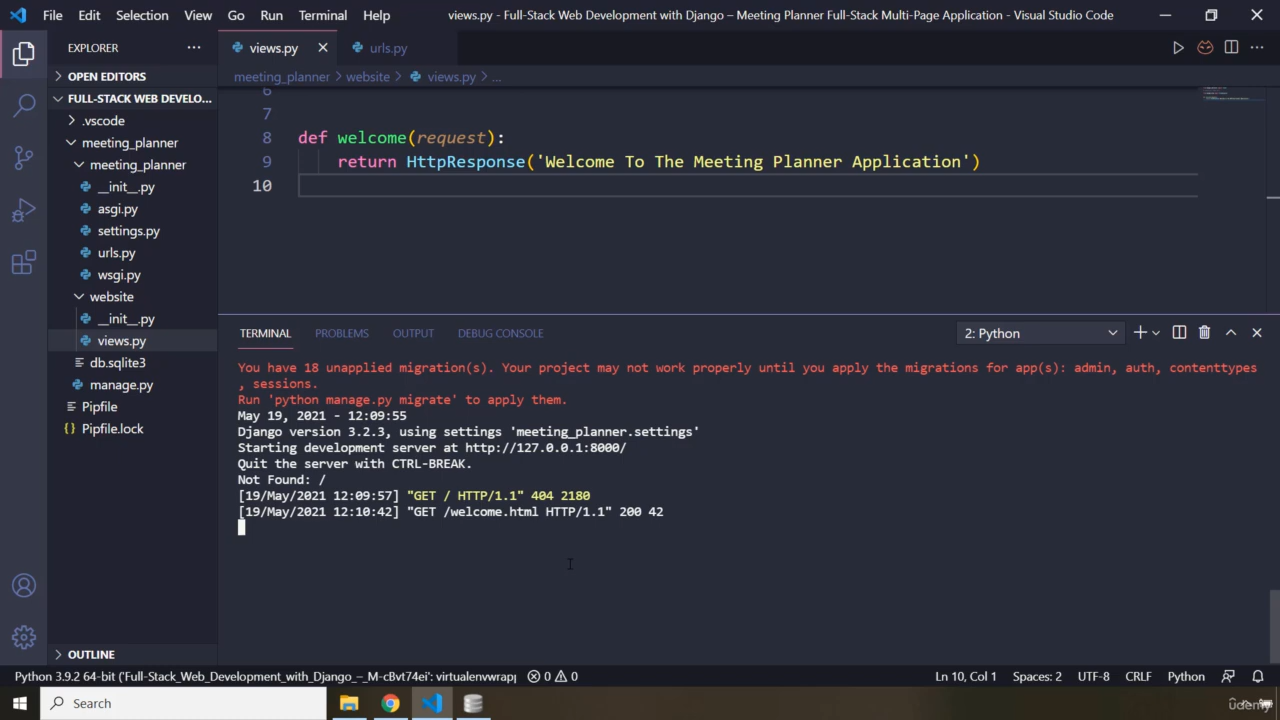 File Edit Selection View Go Run Terminal Help views.py - Full-Stack Web Development with Django – Meeting Planner Full-Stack Multi-Page Application - Visual Studio Code
EXPLORER
views.py urls.py
OPEN EDITORS
meeting_planner > website > views.py > ...
FULL-STACK WEB DEVELO...
.vscode
meeting_planner
meeting_planner
__init__.py
asgi.py
settings.py
urls.py
wsgi.py
website
__init__.py
views.py
db.sqlite3
manage.py
Pipfile
{} Pipfile.lock
OUTLINE
6
7
8 def welcome(request):
9 return HttpResponse('Welcome To The Meeting Planner Application')
10
TERMINAL PROBLEMS OUTPUT DEBUG CONSOLE 2: Python
You have 18 unapplied migration(s). Your project may not work properly until you apply the migrations for app(s): admin, auth, contenttypes
, sessions.
Run 'python manage.py migrate' to apply them.
May 19, 2021 - 12:09:55
Django version 3.2.3, using settings 'meeting_planner.settings'
Starting development server at http://127.0.0.1:8000/
Quit the server with CTRL-BREAK.
Not Found: /
[19/May/2021 12:09:57] "GET / HTTP/1.1" 404 2180
[19/May/2021 12:10:42] "GET /welcome.html HTTP/1.1" 200 42
Python 3.9.2 64-bit ('Full-Stack_Web_Development_with_Django_–_M-cBvt74ei': virtualenvwrapp 0 0 Ln 10, Col 1 Spaces: 2 UTF-8 CRLF Python
Search
udemy